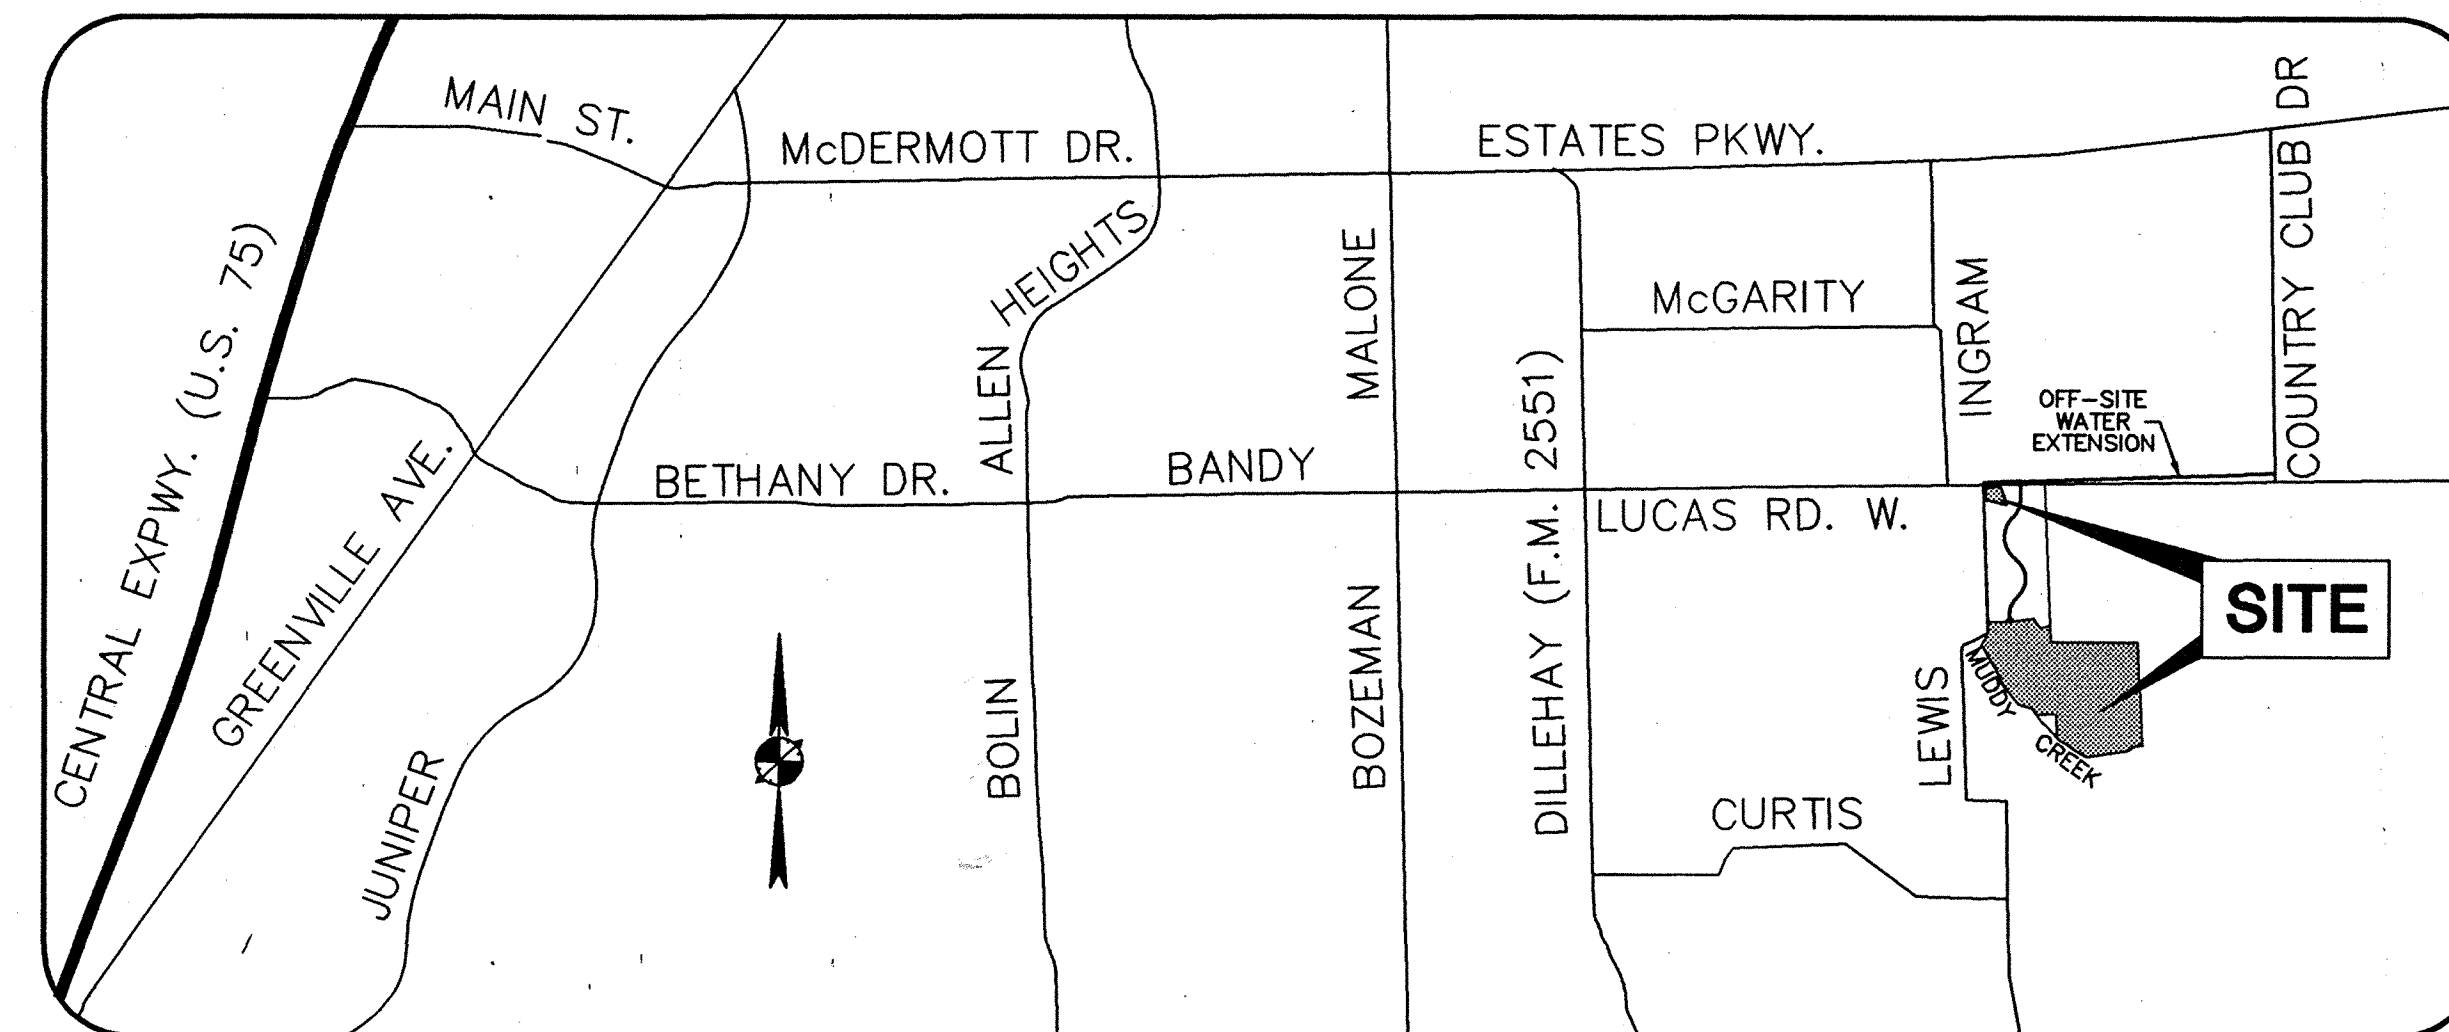 MAIN ST.
McDERMOTT DR.
ESTATES PKWY.
COUNTRY CLUB DR
CENTRAL EXPWY. (U.S. 75)
ALLEN HEIGHTS
MALONE
McGARITY
INGRAM
OFF-SITE
WATER
EXTENSION
GREENVILLE AVE.
BETHANY DR.
BANDY
DILLEHAY (F.M. 2551)
LUCAS RD. W.
SITE
JUNIPER
BOLIN
BOZEMAN
LEWIS
MUDDY CREEK
CURTIS